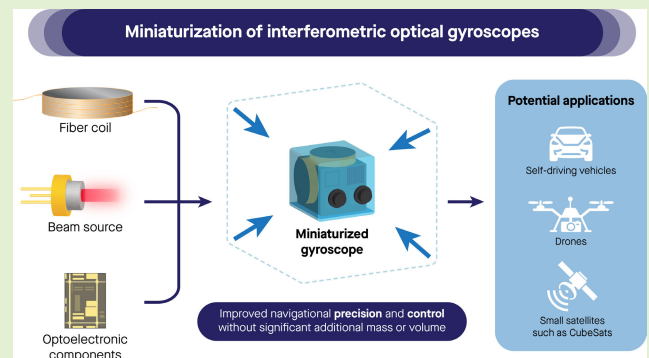 Miniaturization of interferometric optical gyroscopes
Fiber coil
Beam source
Optoelectronic
components
Miniaturized
gyroscope
Improved navigational precision and control
without significant additional mass or volume
Potential applications
Self-driving vehicles
Drones
Small satellites
such as CubeSats